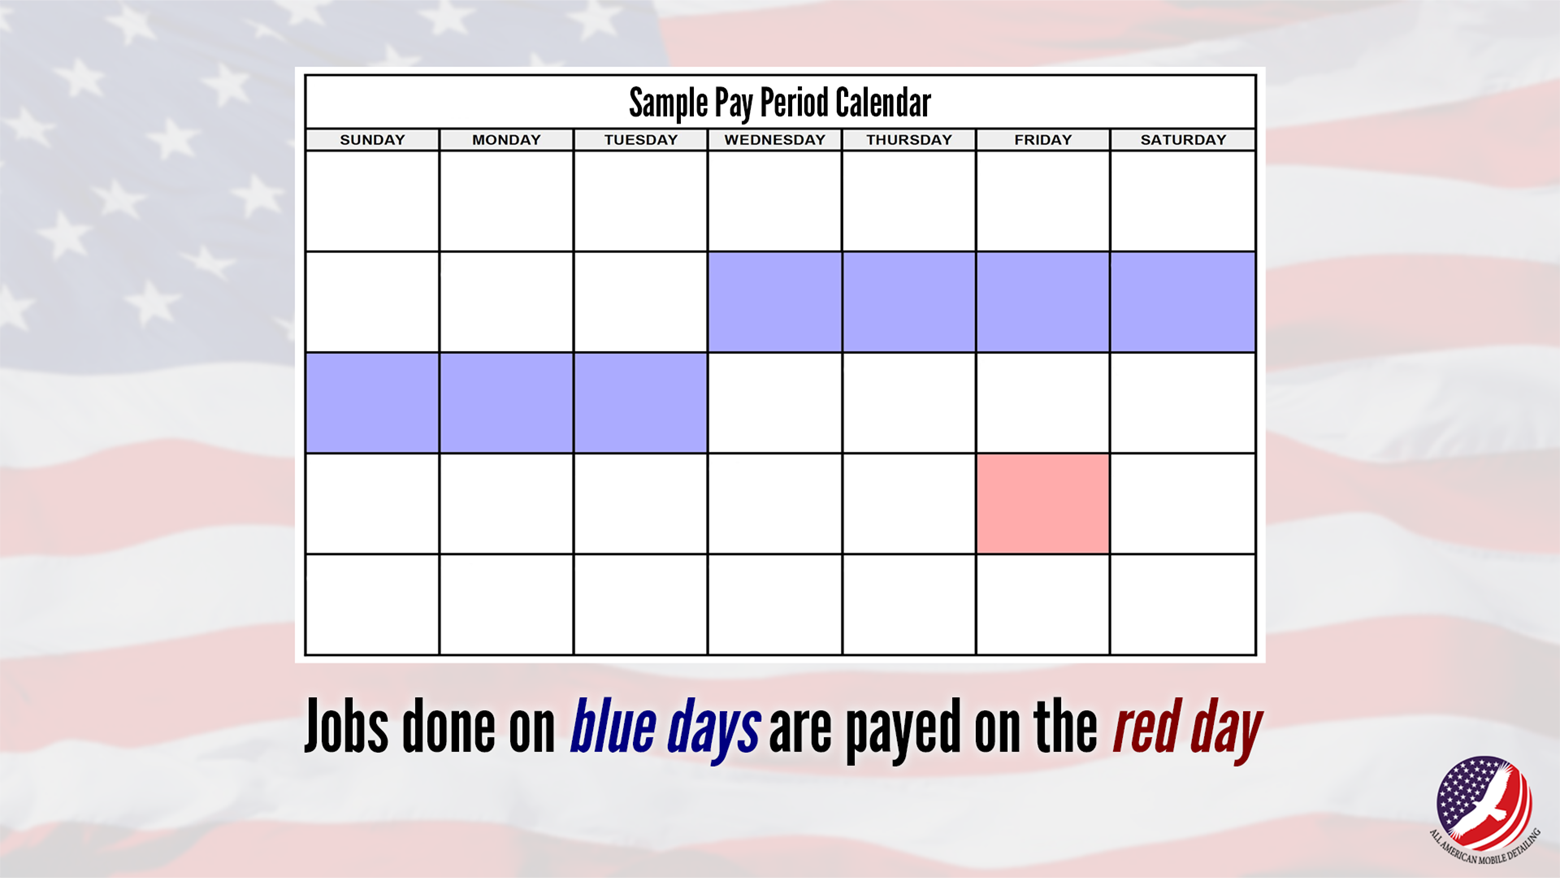 Sample Pay Period Calendar
SUNDAY MONDAY TUESDAY WEDNESDAY THURSDAY FRIDAY SATURDAY
Jobs done on blue days are payed on the red day
ALL AMERICAN MOBILE DETAILING